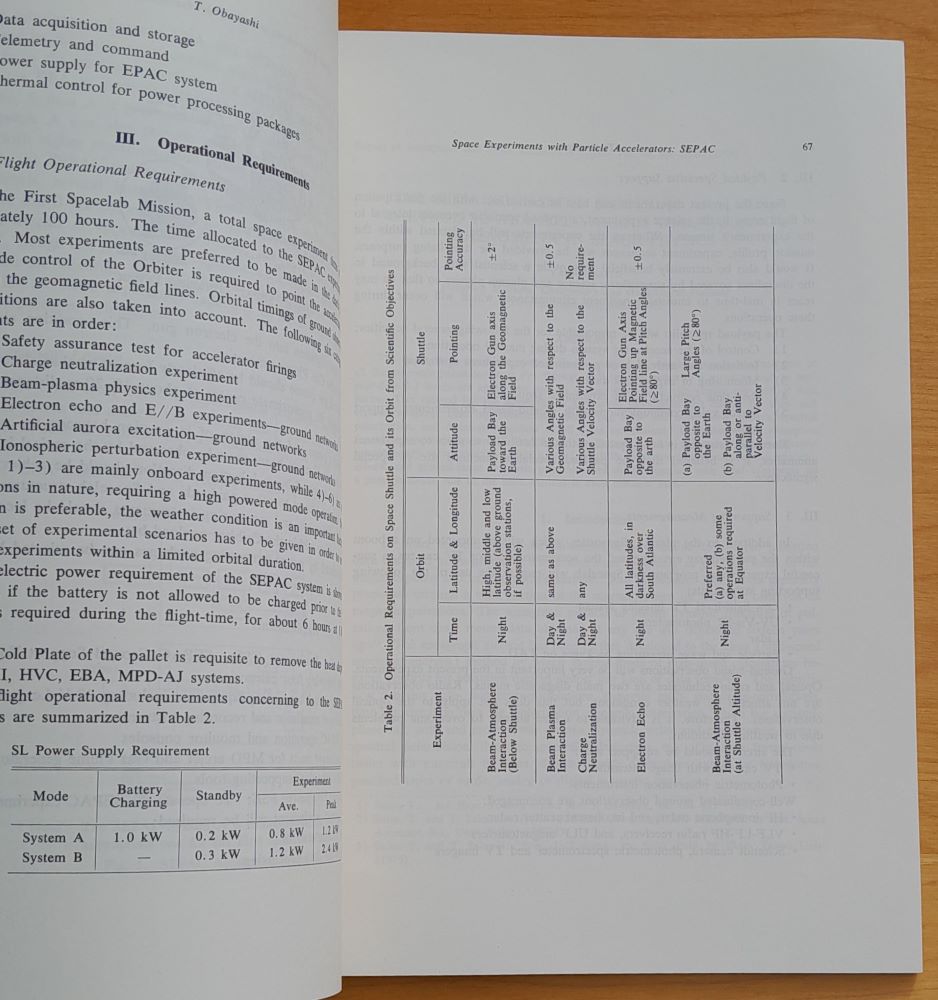 T. Obayashi
Data acquisition and storage
elemetry and command
ower supply for EPAC system
hermal control for power processing packages
III. Operational Requirements
Flight Operational Requirements
he First Spacelab Mission, a total space experiment
ately 100 hours. The time allocated to the SEPAC
. Most experiments are preferred to be made in the
de control of the Orbiter is required to point the
the geomagnetic field lines. Orbital timings of ground
itions are also taken into account. The following
ts are in order:
Safety assurance test for accelerator firings
Charge neutralization experiment
Beam-plasma physics experiment
Electron echo and E//B experiments—ground networks
Artificial aurora excitation—ground networks
Ionospheric perturbation experiment—ground networks
1)–3) are mainly onboard experiments, while 4)–6)
ons in nature, requiring a high powered mode operation
n is preferable, the weather condition is an important
set of experimental scenarios has to be given in order
experiments within a limited orbital duration.
electric power requirement of the SEPAC system is
if the battery is not allowed to be charged prior to
s required during the flight-time, for about 6 hours
Cold Plate of the pallet is requisite to remove the heat
I, HVC, EBA, MPD-AJ systems.
flight operational requirements concerning to the
s are summarized in Table 2.
SL Power Supply Requirement
Mode Battery Charging Standby Experiment
Ave. Peak
System A 1.0 kW 0.2 kW 0.8 kW 1.2 kW
System B — 0.3 kW 1.2 kW 2.4 kW
Space Experiments with Particle Accelerators: SEPAC 67
Table 2. Operational Requirements on Space Shuttle and its Orbit from Scientific Objectives
Experiment Orbit Shuttle
Time Latitude & Longitude Attitude Pointing Pointing Accuracy
Beam-Atmosphere
Interaction
(Below Shuttle)
Night
High, middle and low
latitude (above ground
observation stations,
if possible)
Payload Bay
toward the
Earth
Electron Gun axis
along the Geomagnetic
Field
±2°
Beam Plasma
Interaction
Day &
Night
same as above
Various Angles with respect to the
Geomagnetic Field
±0.5
Charge
Neutralization
Day &
Night
any
Various Angles with respect to the
Shuttle Velocity Vector
No
require-
ment
Electron Echo
Night
All latitudes, in
darkness over
South Atlantic
Payload Bay
opposite to
the arth
Electron Gun Axis
Pointing up Magnetic
Field line at Pitch Angles
(≥80°)
±0.5
Beam-Atmosphere
Interaction
(at Shuttle Altitude)
Night
Preferred
(a) any, (b) some
operations required
at Equator
(a) Payload Bay
opposite to
the Earth
Large Pitch
Angles (≥80°)
(b) Payload Bay
along or anti-
parallel to
Velocity Vector